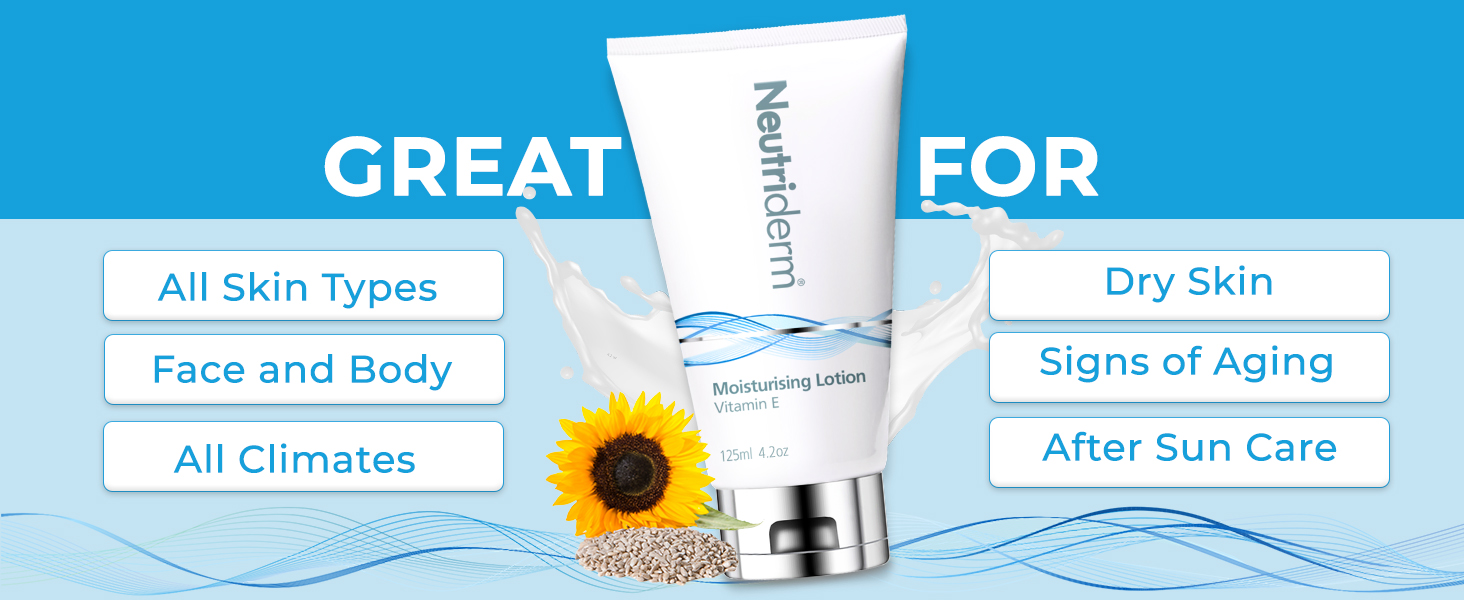 GREAT FOR
All Skin Types
Face and Body
All Climates
Neutriderm®
Moisturising Lotion
Vitamin E
125ml 4.2oz
Dry Skin
Signs of Aging
After Sun Care